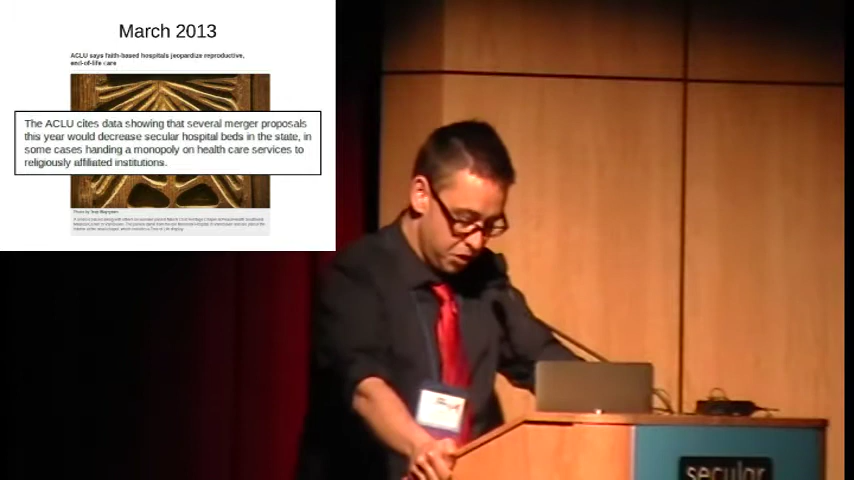 March 2013
ACLU says faith-based hospitals jeopardize reproductive,
end-of-life care
The ACLU cites data showing that several merger proposals
this year would decrease secular hospital beds in the state, in
some cases handing a monopoly on health care services to
religiously affiliated institutions.
secular